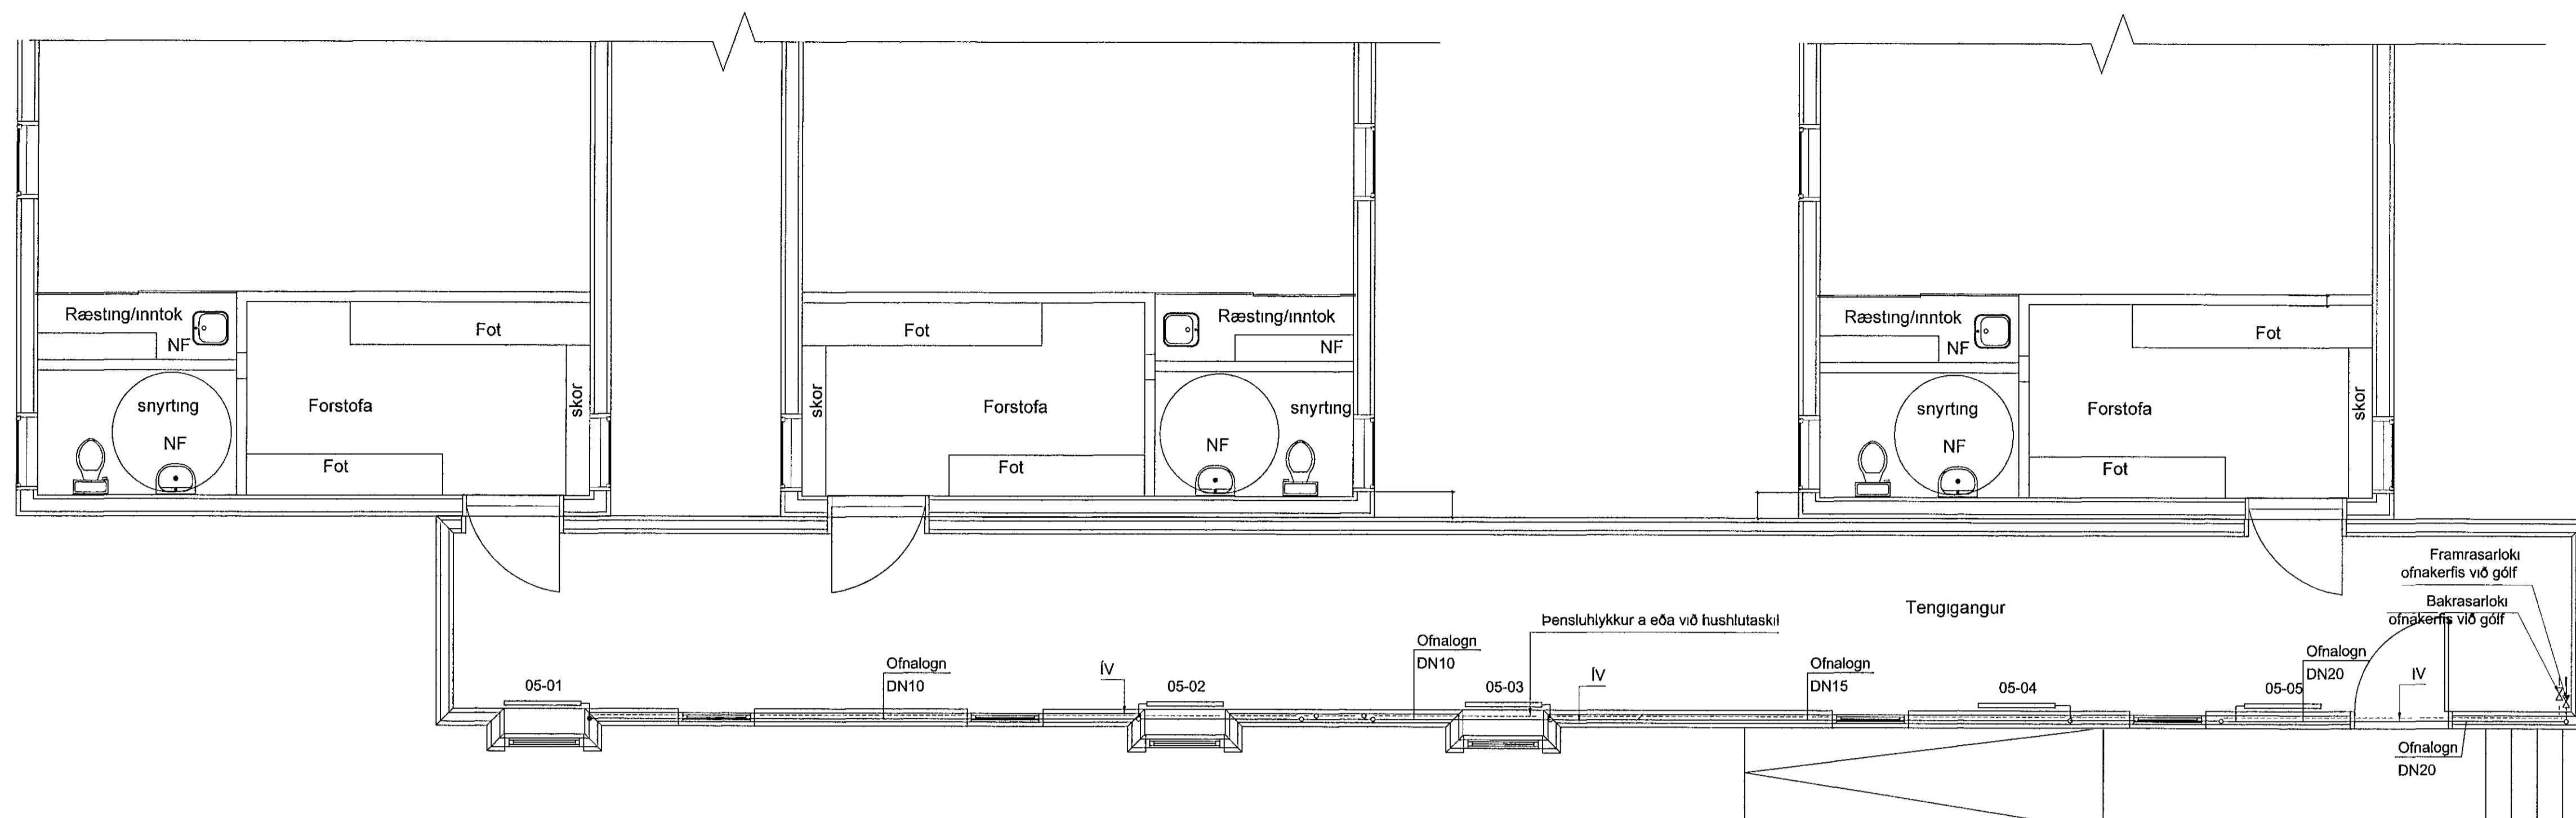 Ræstıng/ınntok
NF
Fot
snyrtıng
NF
Forstofa
skor
Fot
Fot
Ræstıng/ınntok
NF
skor
Forstofa
snyrtıng
NF
Fot
Ræstıng/ınntok
NF
Fot
snyrtıng
NF
Forstofa
skor
Fot
Framrasarlokı
ofnakerfis vıð gólf
Bakrasarlokı
ofnakerfis vıð gólf
Tengıgangur
Þensluhlykkur a eða vıð hushlutaskıl
05-01
Ofnalogn
DN10
ÍV
05-02
Ofnalogn
DN10
05-03
ÍV
Ofnalogn
DN15
05-04
05-05
Ofnalogn
DN20
IV
Ofnalogn
DN20